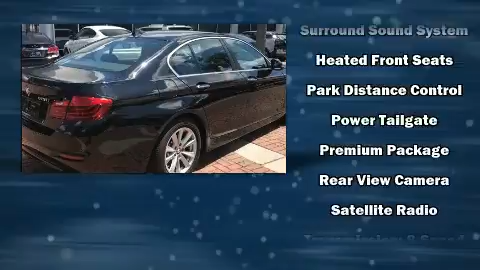 Surround Sound System
Heated Front Seats
Park Distance Control
Power Tailgate
Premium Package
Rear View Camera
Satellite Radio